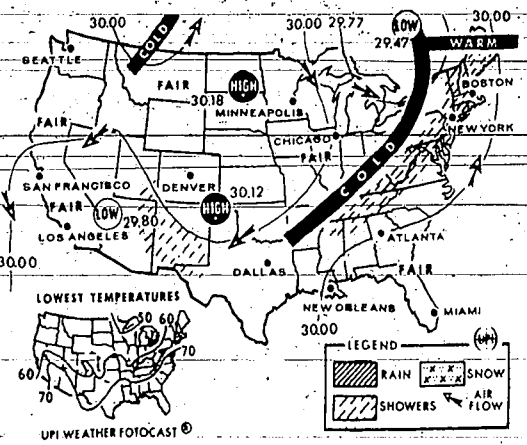 30.00
30.00
29.77
LOW
29.47
30.00
COLD
WARM
SEATTLE
FAIR
HIGH
30.18
MINNEAPOLIS
BOSTON
NEW YORK
FAIR
CHICAGO
FAIR
COLD
SAN FRANCISCO
DENVER
30.12
HIGH
FAIR
LOW
29.80
LOS ANGELES
ATLANTA
30.00
DALLAS
FAIR
LOWEST TEMPERATURES
NEW ORLEANS
MIAMI
30.00
50
60
70
60
70
LEGEND
UPI
RAIN
SNOW
SHOWERS
AIR FLOW
UPI WEATHER FOTOCAST ®